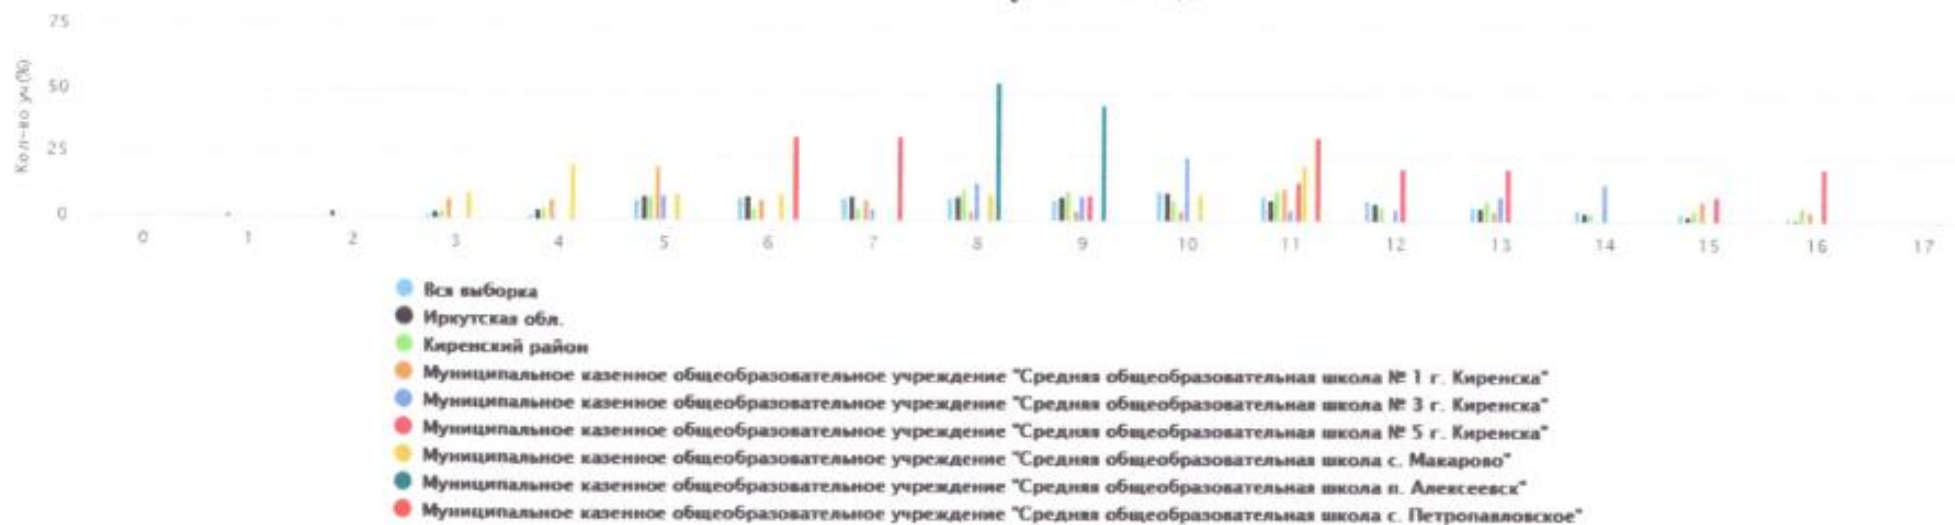 75
50
25
0
Кол-во уч(%)
0 1 2 3 4 5 6 7 8 9 10 11 12 13 14 15 16 17
Вся выборка
Иркутская обл.
Киренский район
Муниципальное казенное общеобразовательное учреждение "Средняя общеобразовательная школа № 1 г. Киренска"
Муниципальное казенное общеобразовательное учреждение "Средняя общеобразовательная школа № 3 г. Киренска"
Муниципальное казенное общеобразовательное учреждение "Средняя общеобразовательная школа № 5 г. Киренска"
Муниципальное казенное общеобразовательное учреждение "Средняя общеобразовательная школа с. Макарово"
Муниципальное казенное общеобразовательное учреждение "Средняя общеобразовательная школа п. Алексеевск"
Муниципальное казенное общеобразовательное учреждение "Средняя общеобразовательная школа с. Петропавловское"